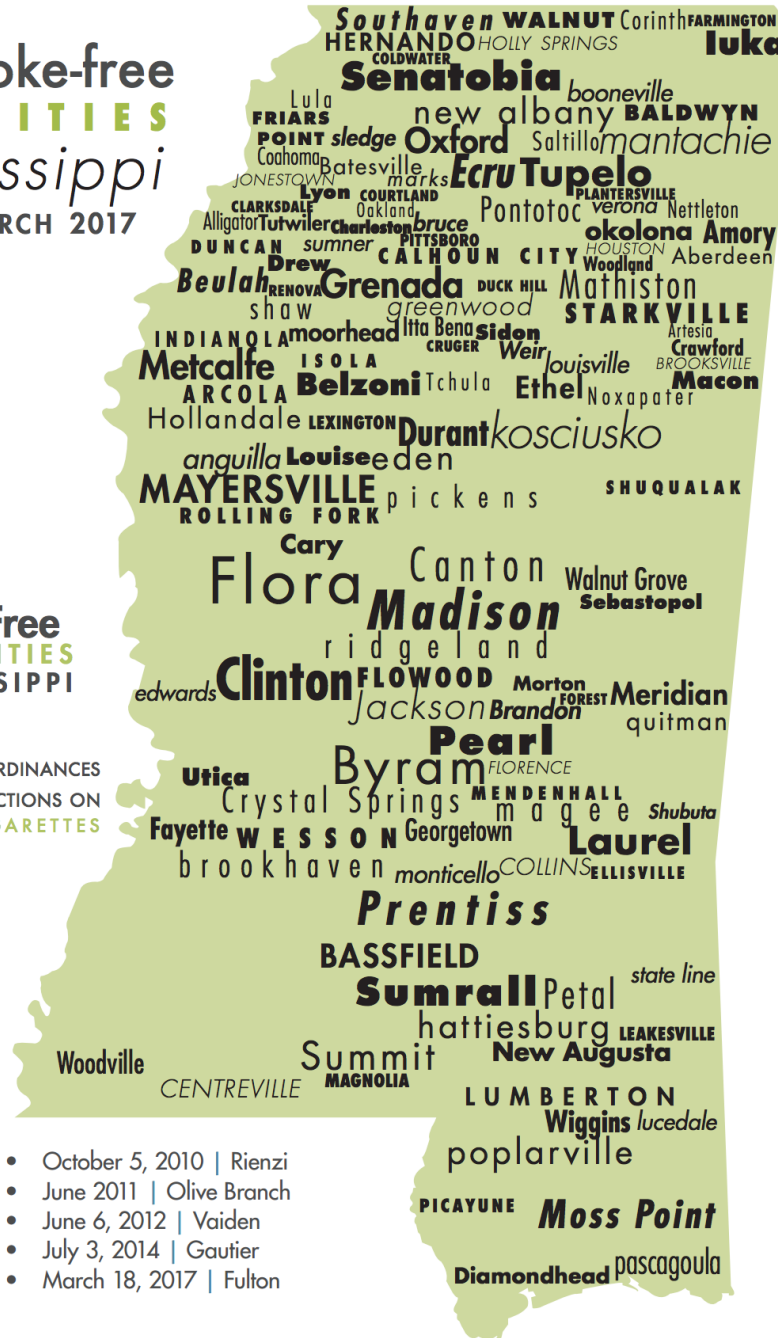 oke-free
ITIES
ssippi
RCH 2017
Southaven WALNUT Corinth FARMINGTON
HERNANDO HOLLY SPRINGS Iuka
COLDWATER
Senatobia booneville
Lula new albany BALDWYN
FRIARS
POINT sledge Oxford Saltillo mantachie
Coahoma Batesville marks Ecru Tupelo
JONESTOWN Lyon COURTLAND PLANTERSVILLE
CLARKSDALE Oakland Pontotoc verona Nettleton
Alligator Tutwiler Charleston bruce okolona Amory
DUNCAN sumner PITTSBORO HOUSTON
Drew CALHOUN CITY Woodland Aberdeen
Beulah RENOVA Grenada DUCK HILL Mathiston
shaw greenwood STARKVILLE
INDIANOLA moorhead Itta Bena Sidon Artesia
CRUGER Weir Crawford
Metcalfe ISOLA louisville BROOKSVILLE
ARCOLA Belzoni Tchula Ethel Noxapater Macon
Hollandale LEXINGTON Durant kosciusko
anguilla Louise eden
MAYERSVILLE pickens SHUQUALAK
ROLLING FORK
Cary
Flora Canton Walnut Grove
Madison Sebastopol
ridgeland
free
ITIES
SIPPI
edwards Clinton FLOWOOD Morton FOREST Meridian
Jackson Brandon quitman
Pearl
RDINANCES
CTIONS ON
GARETTES
Utica Byram FLORENCE
Crystal Springs MENDENHALL
magee Shubuta
Fayette WESSON Georgetown Laurel
brookhaven monticello COLLINS ELLISVILLE
Prentiss
BASSFIELD
Sumrall Petal state line
hattiesburg LEAKESVILLE
Woodville Summit New Augusta
CENTREVILLE MAGNOLIA
LUMBERTON
Wiggins lucedale
poplarville
PICAYUNE Moss Point
Diamondhead pascagoula
• October 5, 2010 | Rienzi
• June 2011 | Olive Branch
• June 6, 2012 | Vaiden
• July 3, 2014 | Gautier
• March 18, 2017 | Fulton